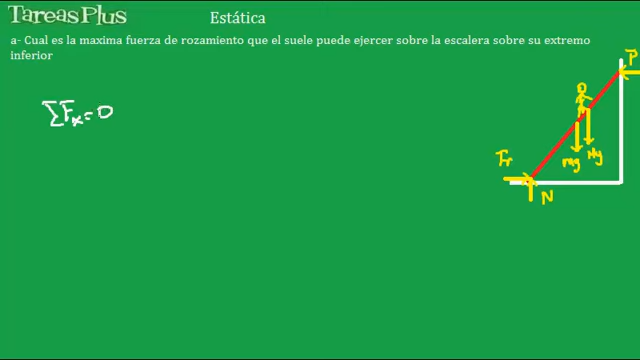 TareasPlus
Estática
a- Cual es la maxima fuerza de rozamiento que el suele puede ejercer sobre la escalera sobre su extremo
inferior
ΣFx=0
P
Fr
mg
Mg
N